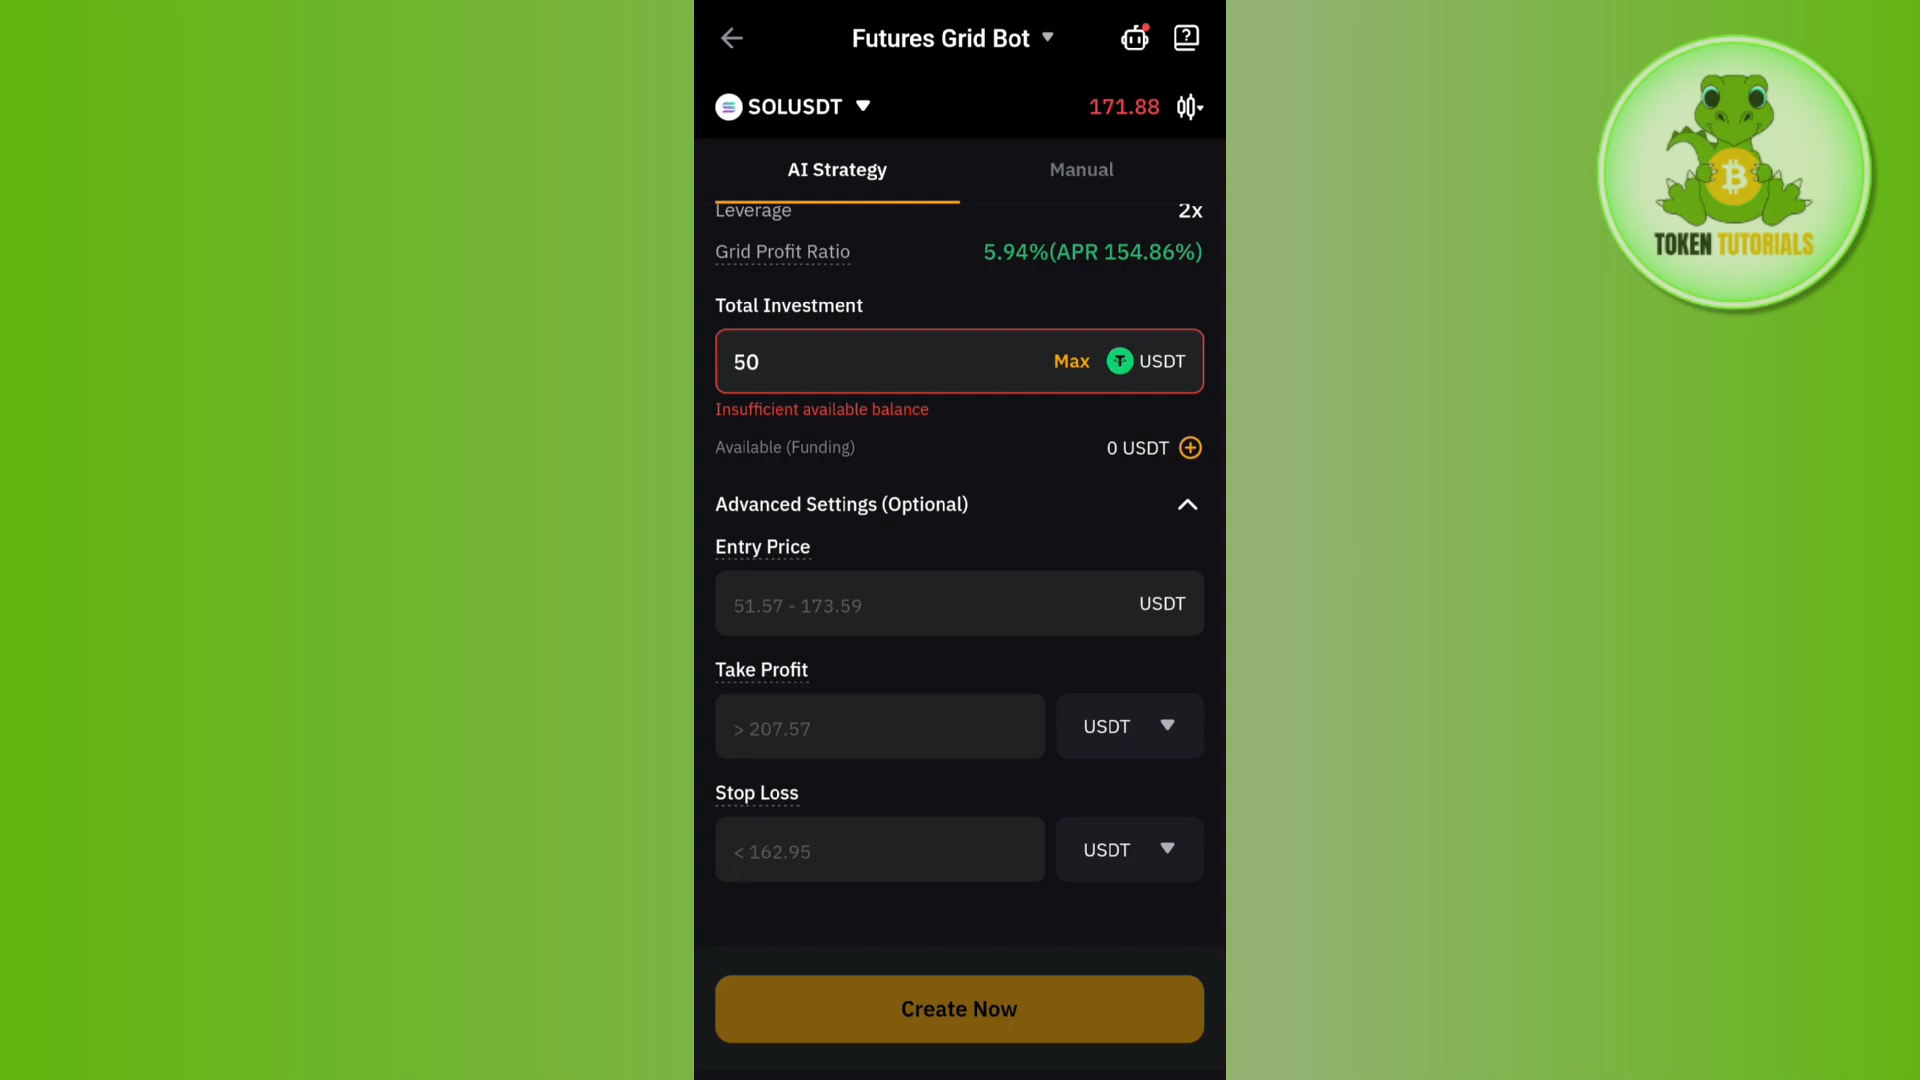 Futures Grid Bot
SOLUSDT
171.88
AI Strategy
Manual
Leverage
2x
Grid Profit Ratio
5.94%(APR 154.86%)
Total Investment
50
Max
USDT
Insufficient available balance
Available (Funding)
0 USDT
Advanced Settings (Optional)
Entry Price
51.57 - 173.59
USDT
Take Profit
> 207.57
USDT
Stop Loss
< 162.95
USDT
Create Now
TOKEN TUTORIALS